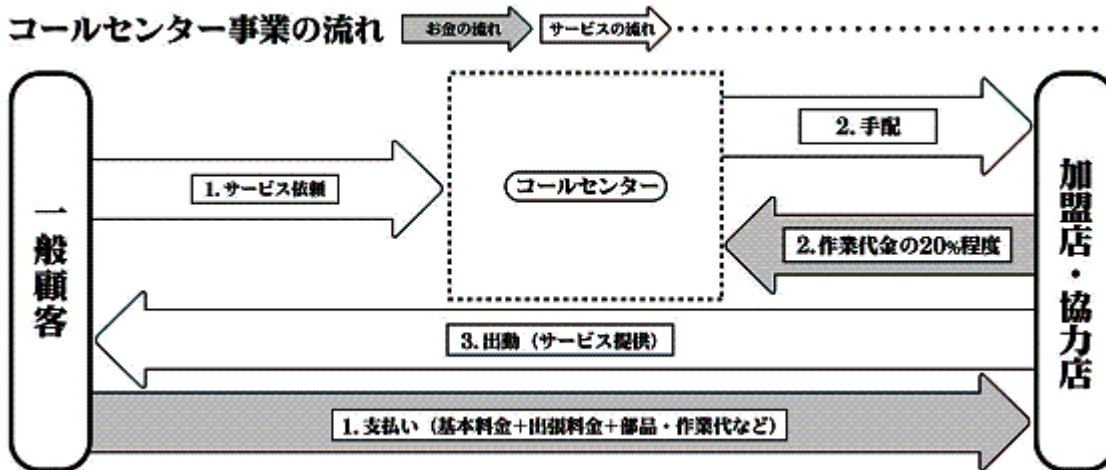 コールセンター事業の流れ
お金の流れ
サービスの流れ
一般顧客
1.サービス依頼
コールセンター
2.手配
2.作業代金の20%程度
加盟店・協力店
3.出動（サービス提供）
1.支払い（基本料金＋出張料金＋部品・作業代など）